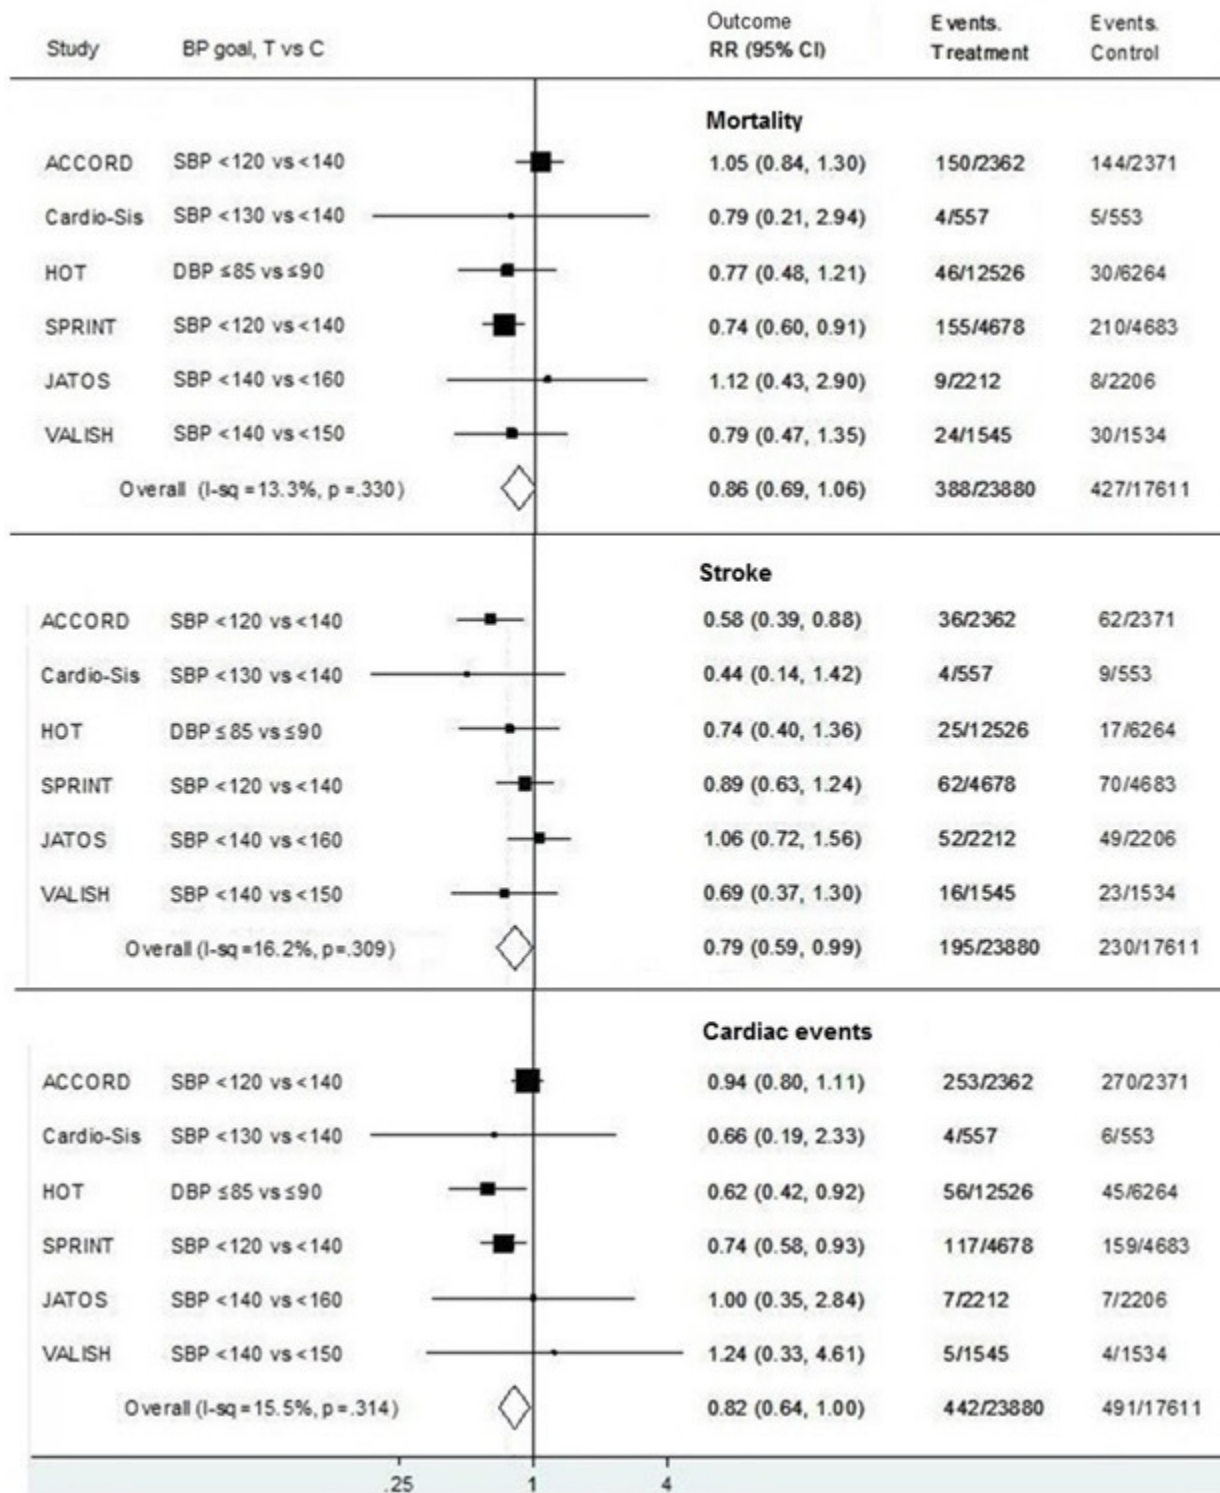 Study BP goal, T vs C Outcome RR (95% CI) Events. Treatment Events. Control
Mortality
ACCORD SBP <120 vs <140 1.05 (0.84, 1.30) 150/2362 144/2371
Cardio-Sis SBP <130 vs <140 0.79 (0.21, 2.94) 4/557 5/553
HOT DBP ≤85 vs ≤90 0.77 (0.48, 1.21) 46/12526 30/6264
SPRINT SBP <120 vs <140 0.74 (0.60, 0.91) 155/4678 210/4683
JATOS SBP <140 vs <160 1.12 (0.43, 2.90) 9/2212 8/2206
VALISH SBP <140 vs <150 0.79 (0.47, 1.35) 24/1545 30/1534
Overall (I-sq =13.3%, p =.330) 0.86 (0.69, 1.06) 388/23880 427/17611
Stroke
ACCORD SBP <120 vs <140 0.58 (0.39, 0.88) 36/2362 62/2371
Cardio-Sis SBP <130 vs <140 0.44 (0.14, 1.42) 4/557 9/553
HOT DBP ≤85 vs ≤90 0.74 (0.40, 1.36) 25/12526 17/6264
SPRINT SBP <120 vs <140 0.89 (0.63, 1.24) 62/4678 70/4683
JATOS SBP <140 vs <160 1.06 (0.72, 1.56) 52/2212 49/2206
VALISH SBP <140 vs <150 0.69 (0.37, 1.30) 16/1545 23/1534
Overall (I-sq =16.2%, p=.309) 0.79 (0.59, 0.99) 195/23880 230/17611
Cardiac events
ACCORD SBP <120 vs <140 0.94 (0.80, 1.11) 253/2362 270/2371
Cardio-Sis SBP <130 vs <140 0.66 (0.19, 2.33) 4/557 6/553
HOT DBP ≤85 vs ≤90 0.62 (0.42, 0.92) 56/12526 45/6264
SPRINT SBP <120 vs <140 0.74 (0.58, 0.93) 117/4678 159/4683
JATOS SBP <140 vs <160 1.00 (0.35, 2.84) 7/2212 7/2206
VALISH SBP <140 vs <150 1.24 (0.33, 4.61) 5/1545 4/1534
Overall (I-sq =15.5%, p=.314) 0.82 (0.64, 1.00) 442/23880 491/17611
.25 1 4